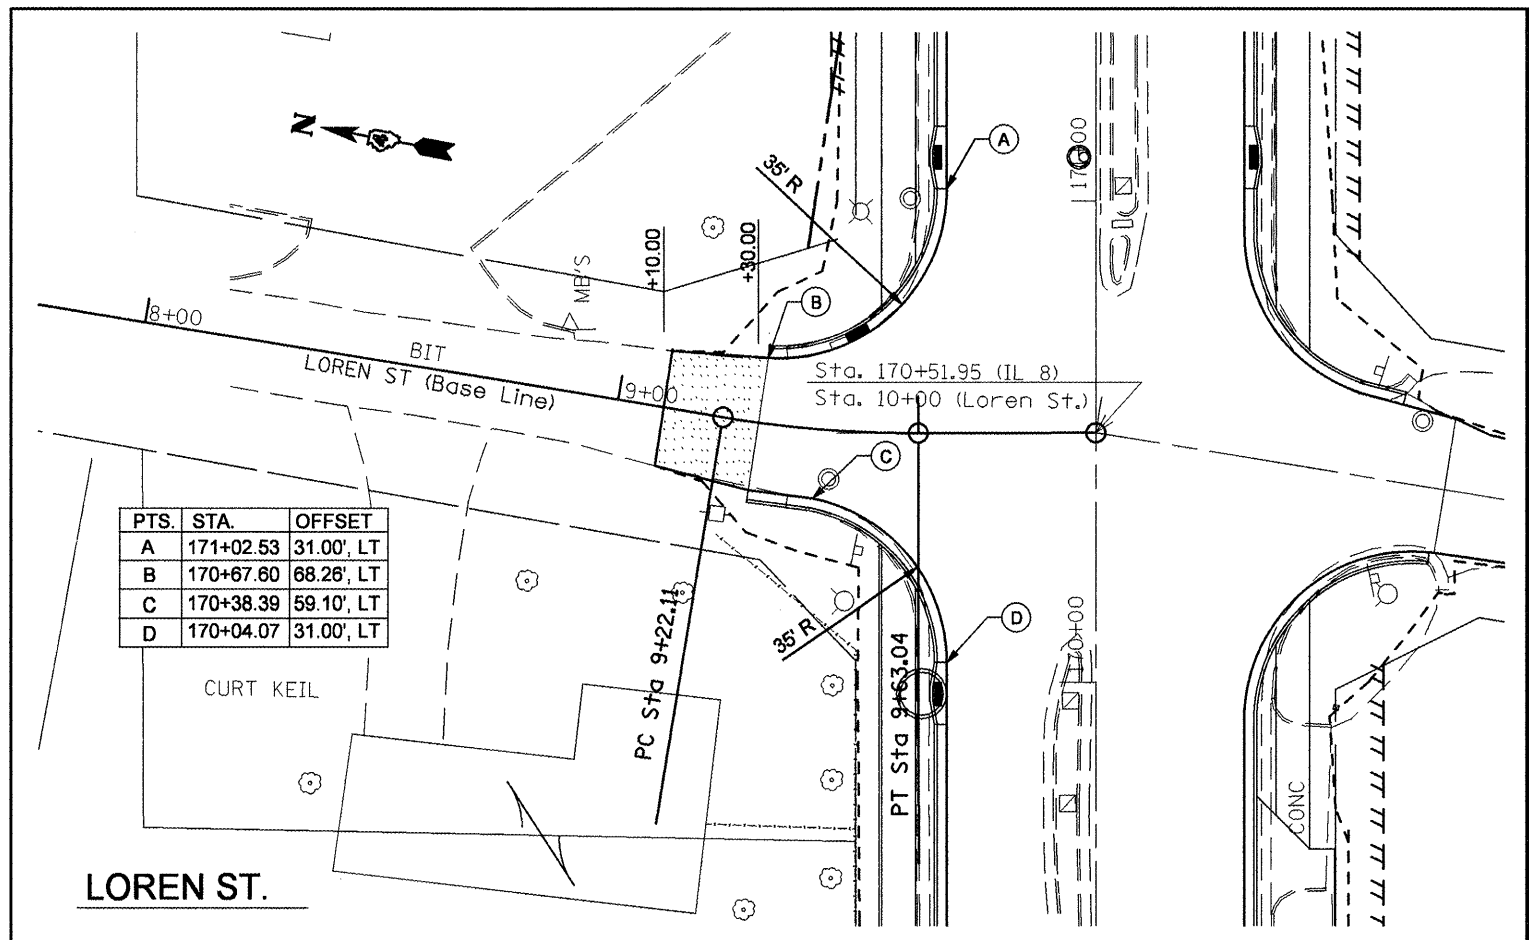 N
35' R
A
170+00
+10.00
+30.00
MB'S
B
8+00
BIT
LOREN ST (Base Line)
9+00
Sta. 170+51.95 (IL 8)
Sta. 10+00 (Loren St.)
C
PTS. STA. OFFSET
A 171+02.53 31.00', LT
B 170+67.60 68.26', LT
C 170+38.39 59.10', LT
D 170+04.07 31.00', LT
PC Sta 9+22.11
35' R
D
PT Sta 9+63.04
CURT KEIL
CONC
LOREN ST.